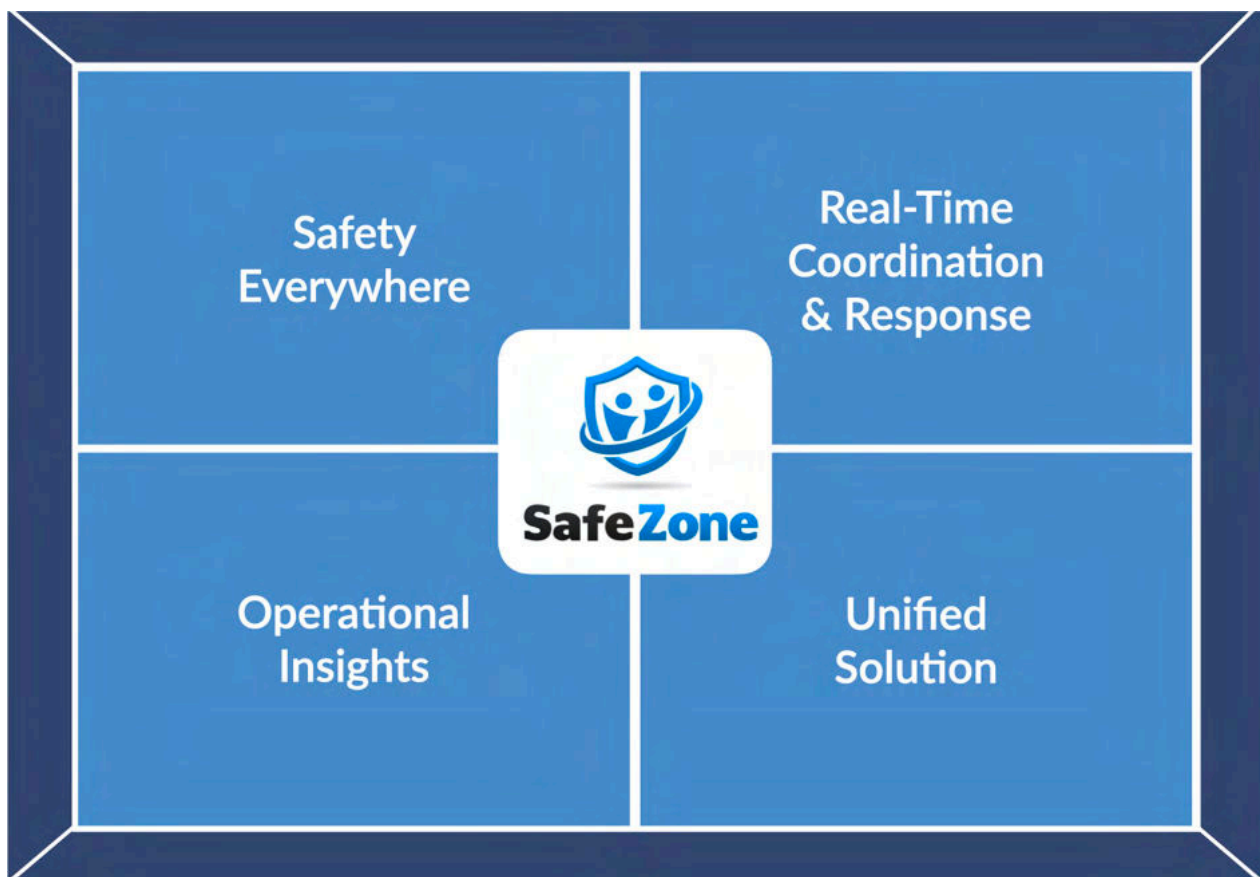 Safety
Everywhere
Real-Time
Coordination
& Response
SafeZone
Operational
Insights
Unified
Solution